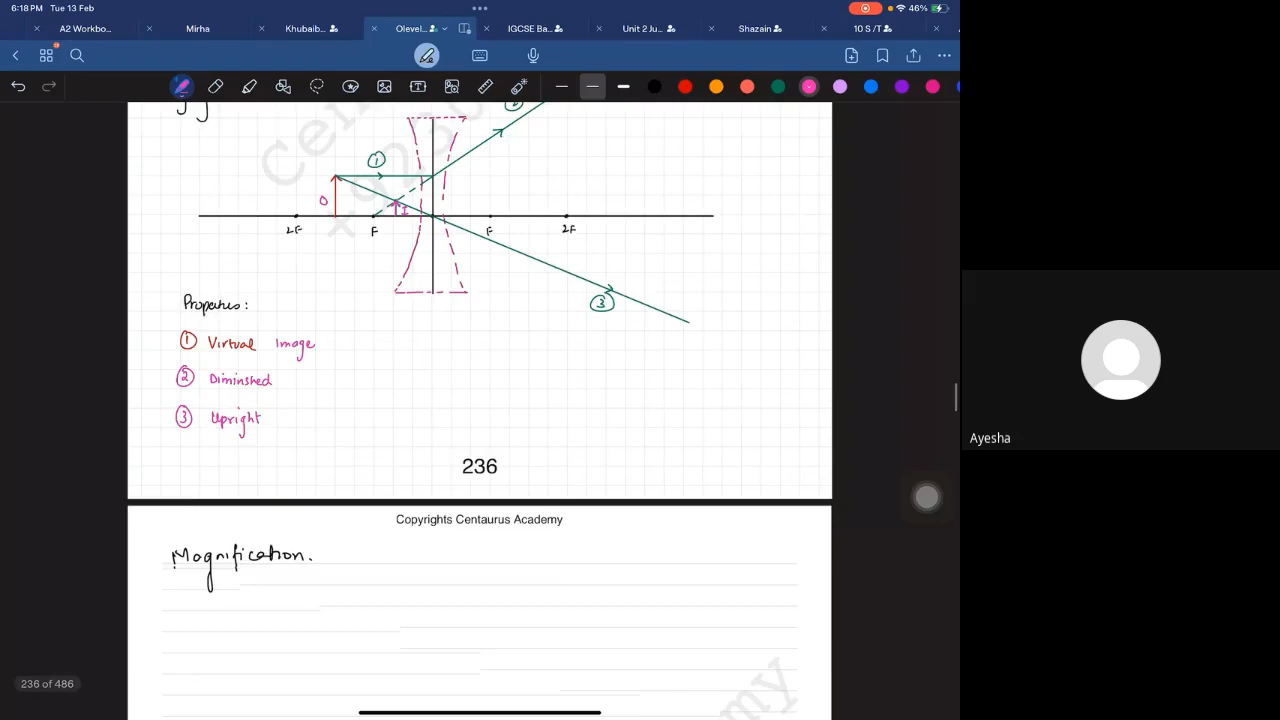 6:18 PM Tue 13 Feb
46%
A2 Workbo...
Mirha
Khubaib...
Olevel...
IGCSE Ba...
Unit 2 Ju...
Shazain...
10 S /T...
①
O
I
2F
F
F
2F
③
Properties:
① Virtual Image
② Diminshed
③ Upright
236
Copyrights Centaurus Academy
Magnification.
236 of 486
Ayesha